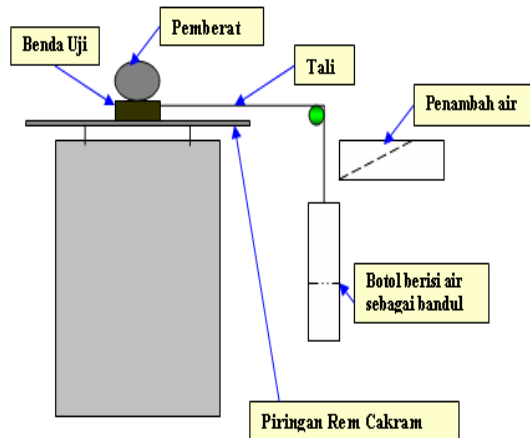 Pemberat
Benda Uji
Tali
Penambah air
Botol berisi air
sebagai bandul
Piringan Rem Cakram